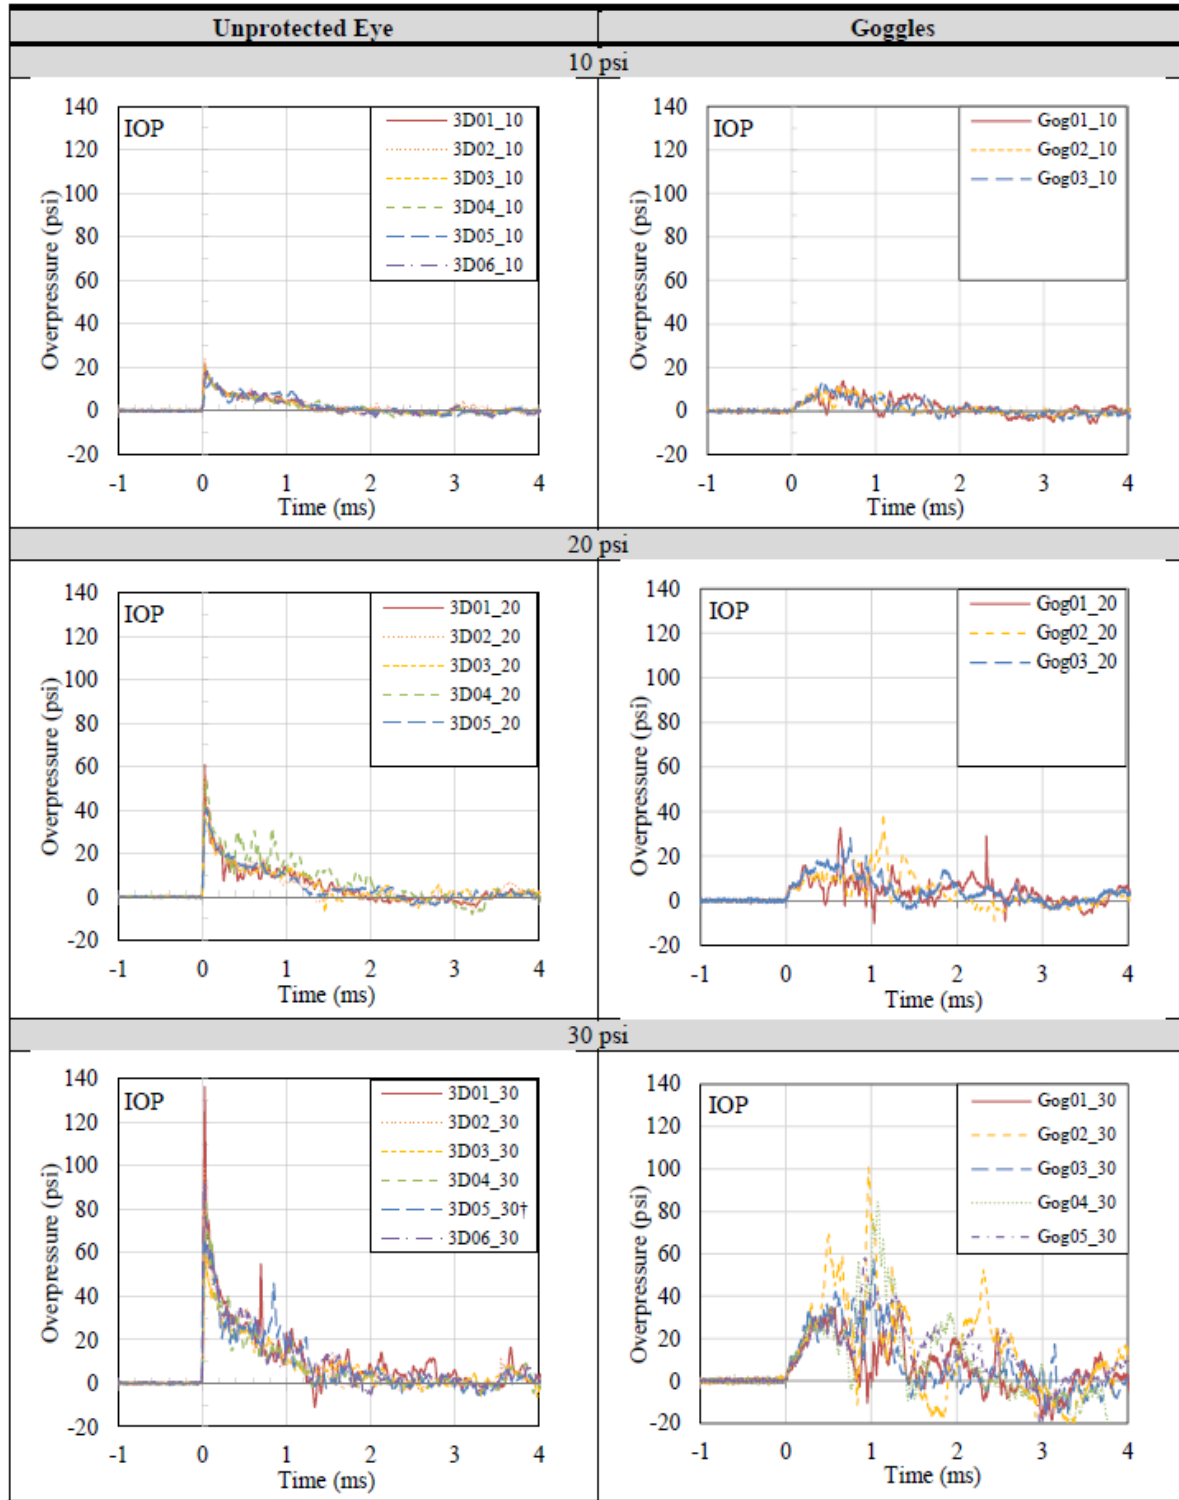 Unprotected Eye Goggles
10 psi
140
120
100
80
60
40
20
0
-20
Overpressure (psi)
IOP
3D01_10
3D02_10
3D03_10
3D04_10
3D05_10
3D06_10
-1 0 1 2 3 4
Time (ms)
140
120
100
80
60
40
20
0
-20
Overpressure (psi)
IOP
Gog01_10
Gog02_10
Gog03_10
-1 0 1 2 3 4
Time (ms)
20 psi
140
120
100
80
60
40
20
0
-20
Overpressure (psi)
IOP
3D01_20
3D02_20
3D03_20
3D04_20
3D05_20
-1 0 1 2 3 4
Time (ms)
140
120
100
80
60
40
20
0
-20
Overpressure (psi)
IOP
Gog01_20
Gog02_20
Gog03_20
-1 0 1 2 3 4
Time (ms)
30 psi
140
120
100
80
60
40
20
0
-20
Overpressure (psi)
IOP
3D01_30
3D02_30
3D03_30
3D04_30
3D05_30†
3D06_30
-1 0 1 2 3 4
Time (ms)
140
120
100
80
60
40
20
0
-20
Overpressure (psi)
IOP
Gog01_30
Gog02_30
Gog03_30
Gog04_30
Gog05_30
-1 0 1 2 3 4
Time (ms)